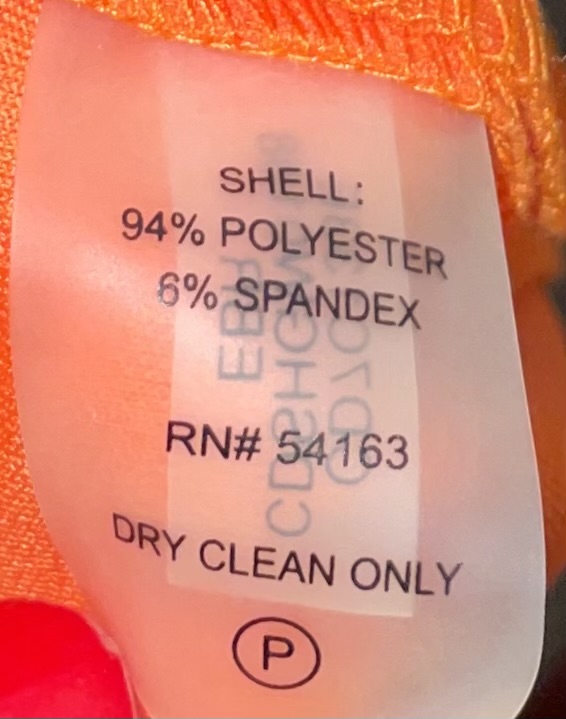 SHELL:
94% POLYESTER
6% SPANDEX
RN# 54163
DRY CLEAN ONLY
P